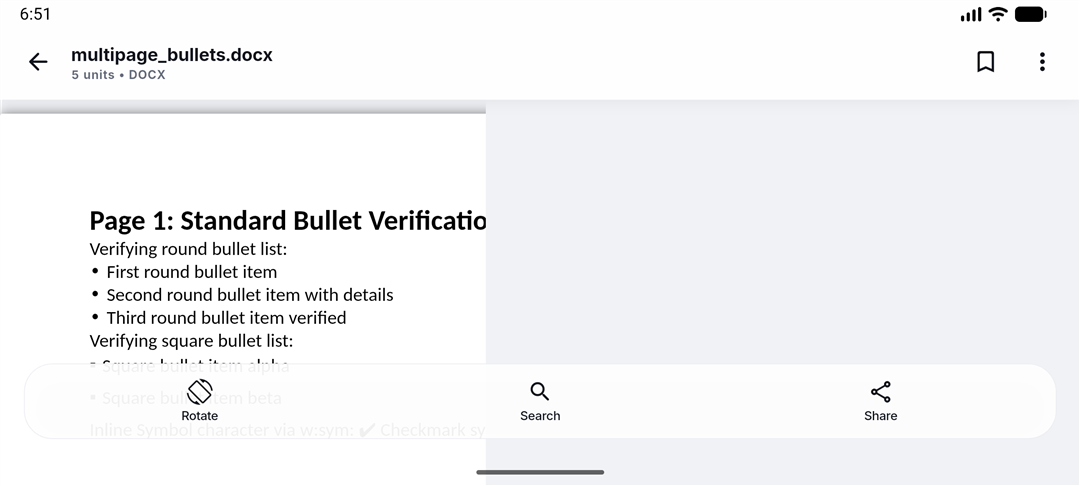 6:51
multipage_bullets.docx
5 units • DOCX
Page 1: Standard Bullet Verificatio
Verifying round bullet list:
• First round bullet item
• Second round bullet item with details
• Third round bullet item verified
Verifying square bullet list:
▪ Square bullet item alpha
▪ Square bullet item beta
Inline Symbol character via w:sym: ✔ Checkmark sy
Rotate
Search
Share